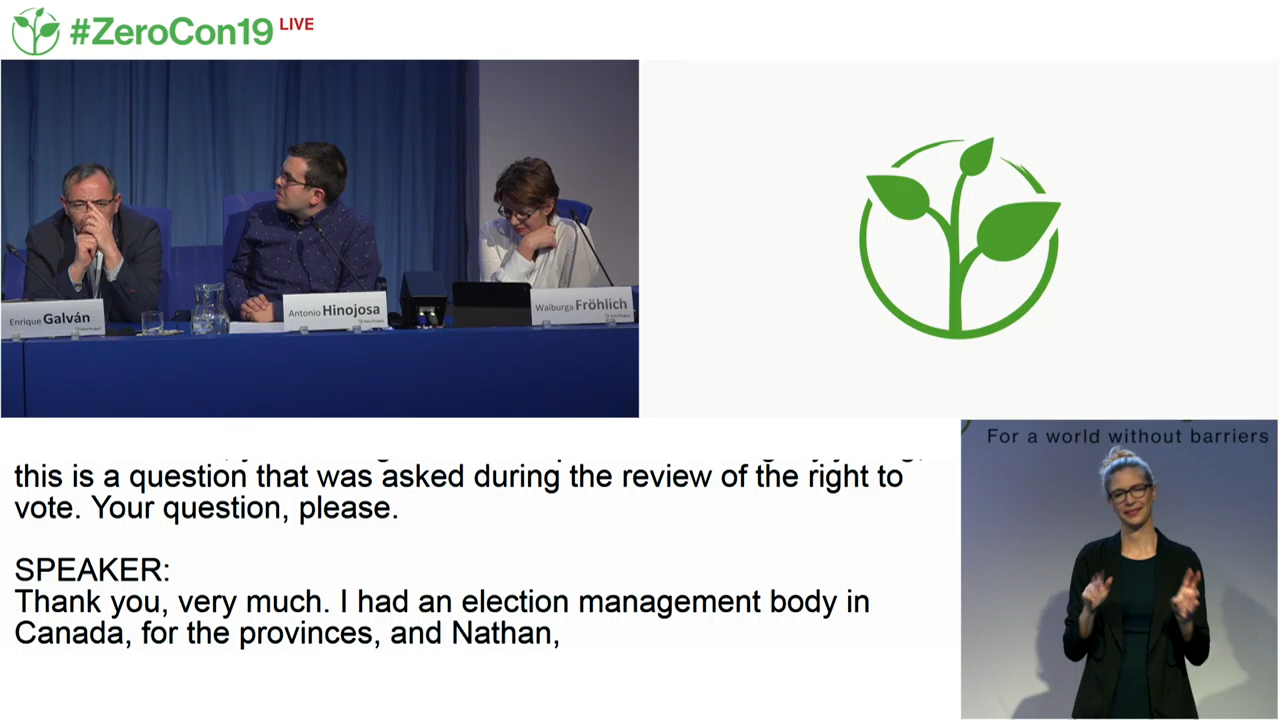 #ZeroCon19 LIVE
Enrique Galván
Antonio Hinojosa
Walburga Fröhlich
For a world without barriers
this is a question that was asked during the review of the right to
vote. Your question, please.
SPEAKER:
Thank you, very much. I had an election management body in
Canada, for the provinces, and Nathan,